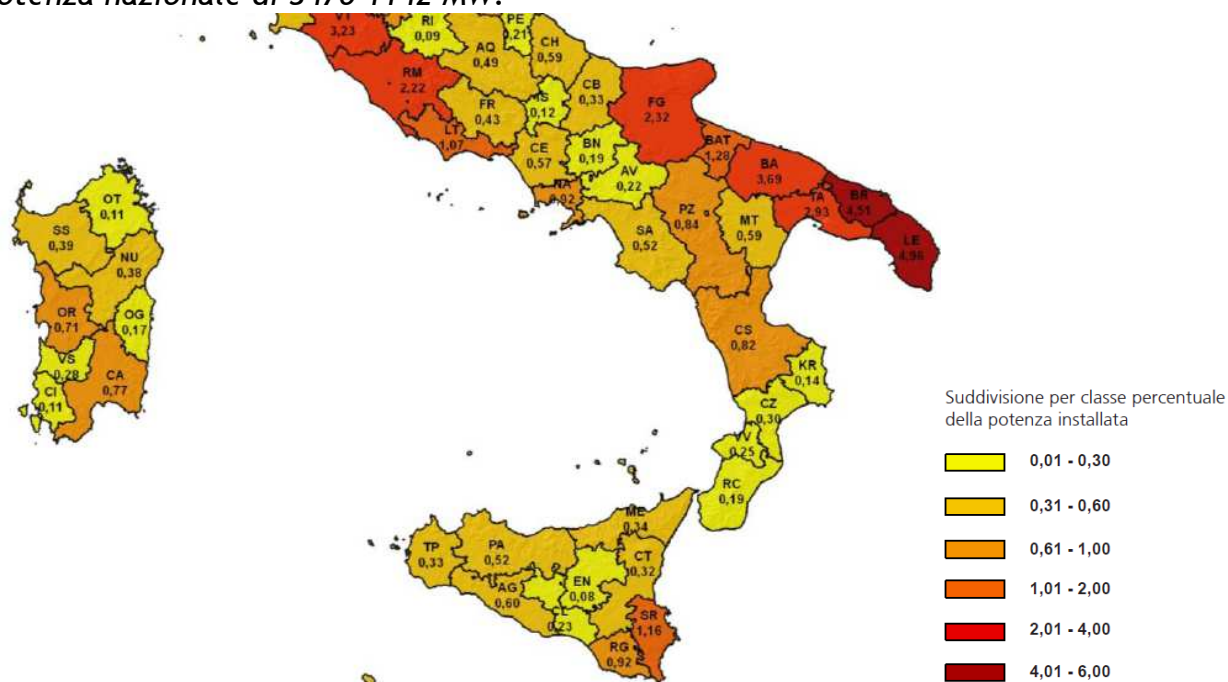 potenza nazionale di 3470 1142 MW.
VT
3,23
RI
0,09
PE
0,21
CH
0,59
AQ
0,49
RM
2,22
FR
0,43
IS
0,12
CB
0,33
FG
2,32
LT
1,07
CE
0,57
BN
0,19
BAT
1,28
AV
0,22
BA
3,69
NA
0,92
BR
4,51
TA
2,93
OT
0,11
PZ
0,84
MT
0,59
SS
0,39
SA
0,52
LE
4,96
NU
0,38
OR
0,71
OG
0,17
CS
0,82
VS
0,28
CA
0,77
KR
0,14
CI
0,11
CZ
0,30
V
0,25
RC
0,19
ME
0,34
TP
0,33
PA
0,52
CT
0,32
EN
0,08
AG
0,60
0,23
SR
1,16
RG
0,92
Suddivisione per classe percentuale
della potenza installata
0,01 - 0,30
0,31 - 0,60
0,61 - 1,00
1,01 - 2,00
2,01 - 4,00
4,01 - 6,00